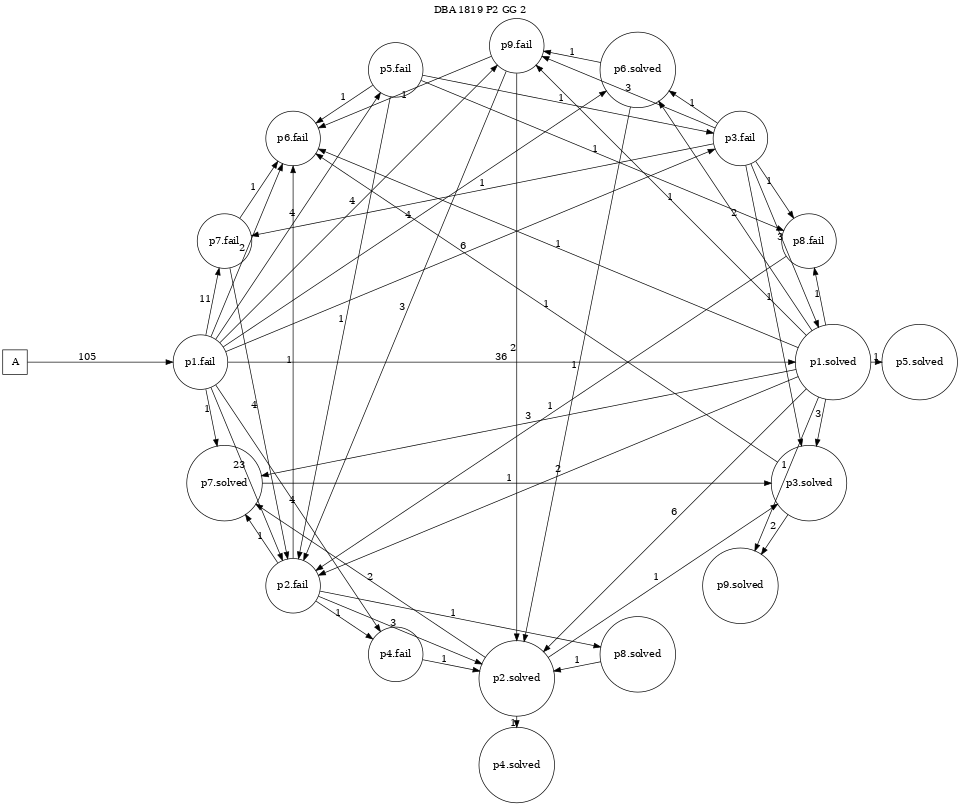 DBA 1819 P2 GG 2
p9.fail
p5.fail
1
p6.solved
3
1
1
1
1
p6.fail
p3.fail
1
1
1
1
4
4
4
1
2
p7.fail
2
3
p8.fail
6
1
11
3
1
1
1
1
A
105
p1.fail
1
36
2
1
p1.solved
1
p5.solved
1
4
1
3
3
23
2
1
p7.solved
1
p3.solved
4
6
2
1
1
2
1
p2.fail
p9.solved
1
3
1
p4.fail
1
1
p8.solved
p2.solved
1
p4.solved